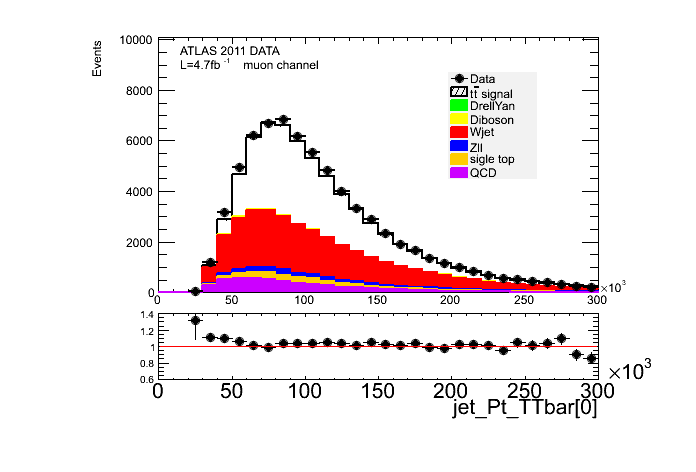 Events
10000
8000
6000
4000
2000
0
ATLAS 2011 DATA
L=4.7fb⁻¹ muon channel
Data
tt̄ signal
DrellYan
Diboson
Wjet
Zll
sigle top
QCD
0 50 100 150 200 250 300
×10³
1.4
1.2
1
0.8
0.6
0 50 100 150 200 250 300
×10³
jet_Pt_TTbar[0]